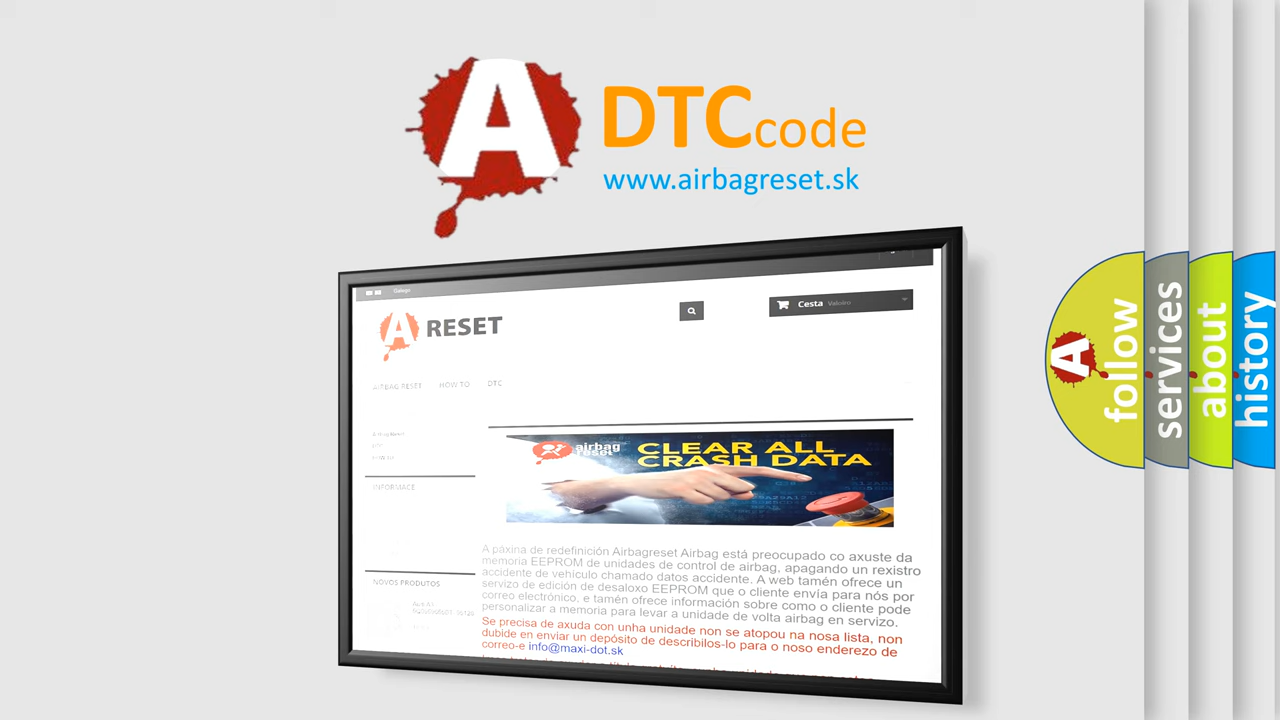 A DTC code
www.airbagreset.sk
Galego
A RESET
Cesta
AIRBAG RESET HOW TO DTC
INFORMACE
airbag
reset
CLEAR ALL
CRASH DATA
NOVOS PRODUTOS
A páxina de redefinición Airbagreset Airbag está preocupado co axuste da
memoria EEPROM de unidades de control de airbag, apagando un rexistro
accidente de vehículo chamado datos accidente. A web tamén ofrece un
servizo de edición de desaloxo EEPROM que o cliente envía para nós por
correo electrónico, e tamén ofrece información sobre como o cliente pode
personalizar a memoria para levar a unidade de volta airbag en servizo.
Se precisa de axuda con unha unidade non se atopou na nosa lista, non
dubide en enviar un depósito de describilos-lo para o noso enderezo de
correo-e info@maxi-dot.sk
A
follow
services
about
history